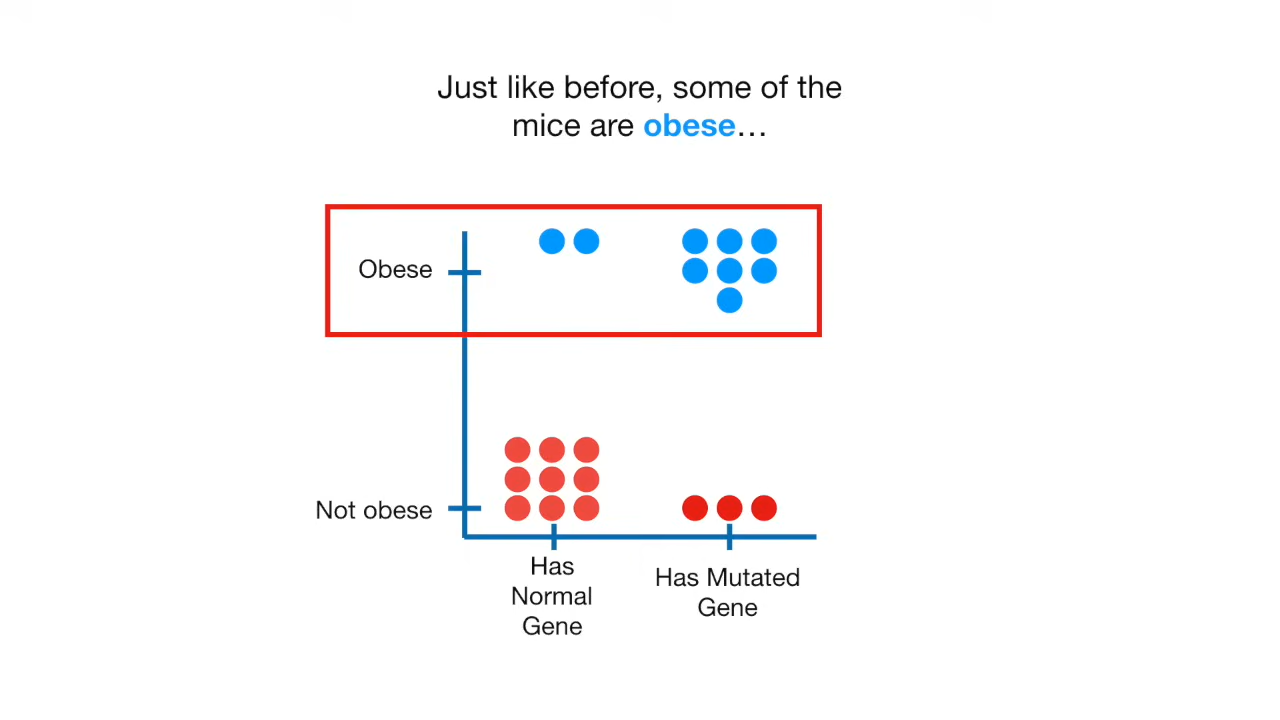 Just like before, some of the
mice are obese…
Obese
Not obese
Has
Normal
Gene
Has Mutated
Gene